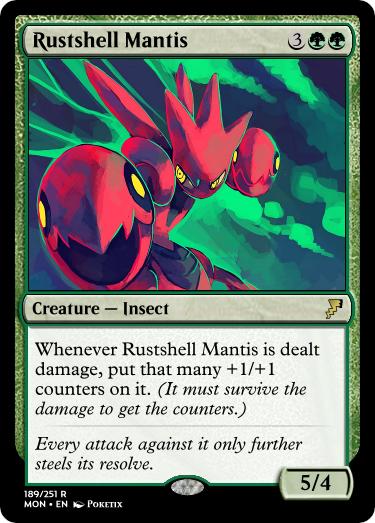 Rustshell Mantis 3
Creature — Insect
Whenever Rustshell Mantis is dealt
damage, put that many +1/+1
counters on it. (It must survive the
damage to get the counters.)
Every attack against it only further
steels its resolve.
5/4
189/251 R
MON • EN Poketix